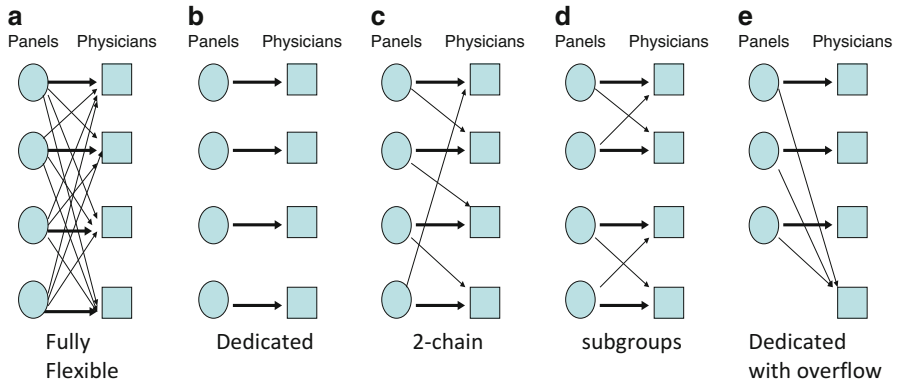 a b c d e
Panels Physicians Panels Physicians Panels Physicians Panels Physicians Panels Physicians
Fully Dedicated 2-chain subgroups Dedicated
Flexible with overflow